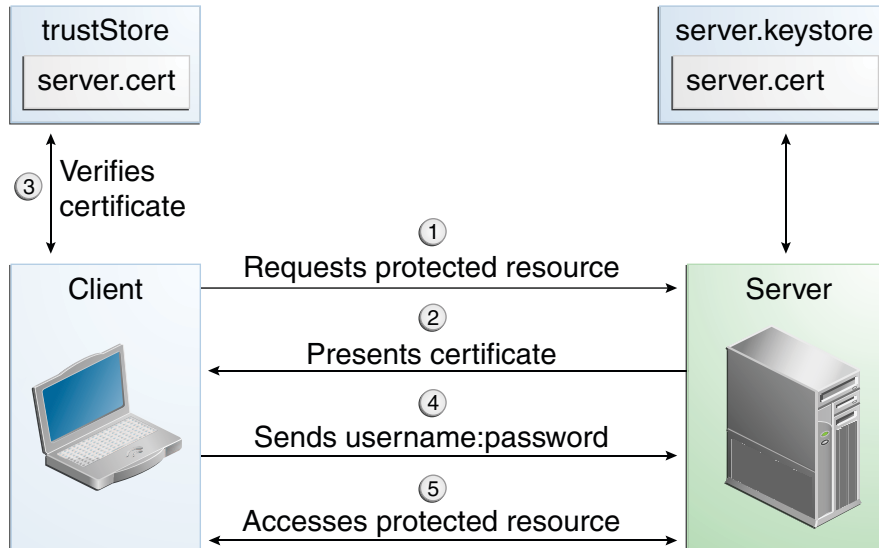 trustStore
server.cert
server.keystore
server.cert
3
Verifies
certificate
1
Requests protected resource
Client
Server
2
Presents certificate
4
Sends username:password
5
Accesses protected resource